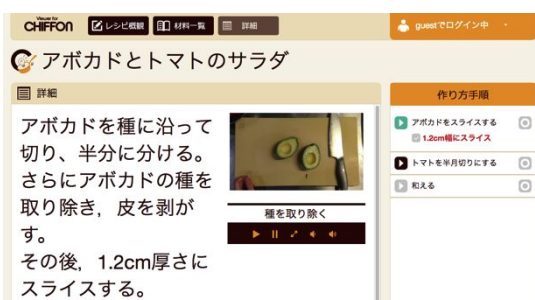 Viewer for
CHIFFON
レシピ概観
材料一覧
詳細
guestでログイン中
アボカドとトマトのサラダ
詳細
アボカドを種に沿って
切り、半分に分ける。
さらにアボカドの種を
取り除き，皮を剥が
す。
その後，1.2cm厚さに
スライスする。
種を取り除く
作り方手順
アボカドをスライスする
1.2cm幅にスライス
トマトを半月切りにする
和える